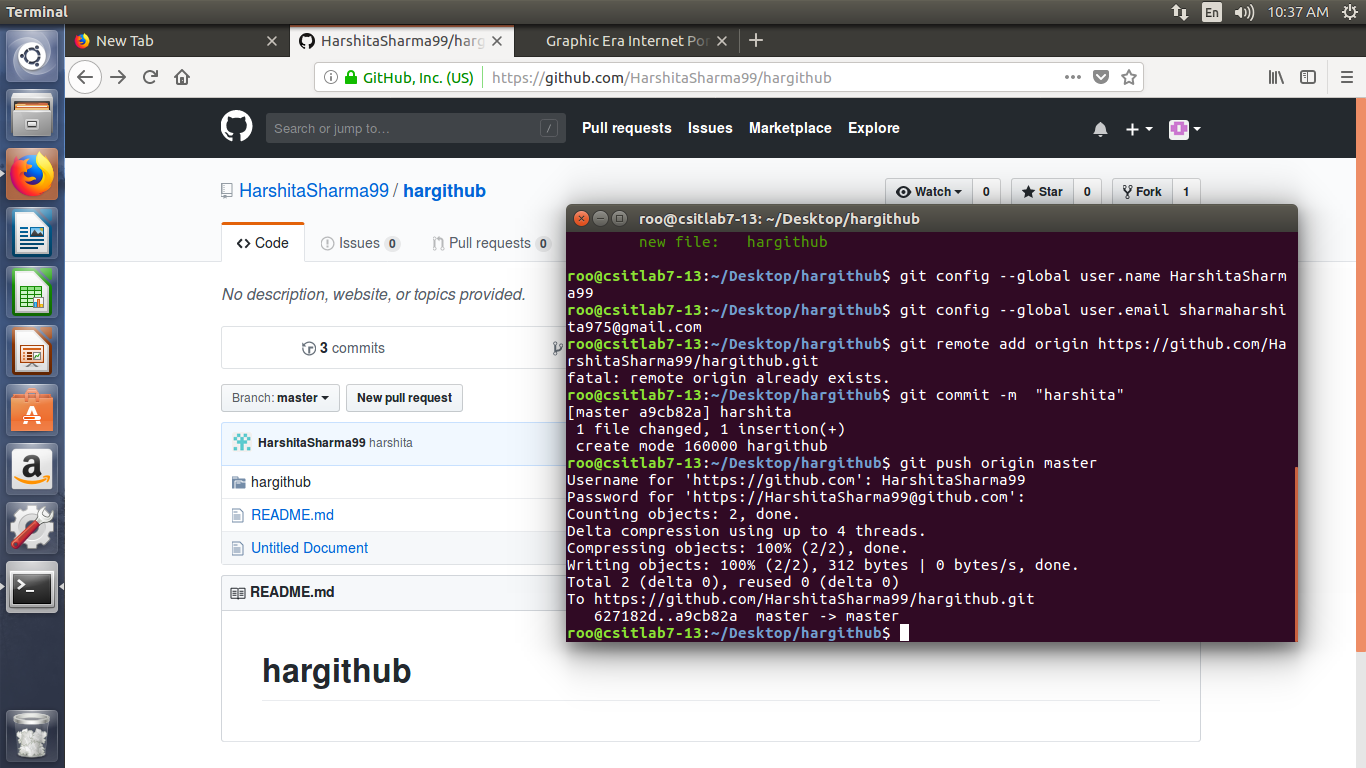 Terminal
En
10:37 AM
New Tab
HarshitaSharma99/harg
Graphic Era Internet Por
GitHub, Inc. (US)
https://github.com/HarshitaSharma99/hargithub
Search or jump to…
/
Pull requests
Issues
Marketplace
Explore
HarshitaSharma99 / hargithub
Watch
0
Star
0
Fork
1
Code
Issues 0
Pull requests 0
No description, website, or topics provided.
3 commits
Branch: master
New pull request
HarshitaSharma99 harshita
hargithub
README.md
Untitled Document
README.md
hargithub
roo@csitlab7-13: ~/Desktop/hargithub
new file:   hargithub
roo@csitlab7-13:~/Desktop/hargithub$ git config --global user.name HarshitaSharm
a99
roo@csitlab7-13:~/Desktop/hargithub$ git config --global user.email sharmaharshi
ta975@gmail.com
roo@csitlab7-13:~/Desktop/hargithub$ git remote add origin https://github.com/Ha
rshitaSharma99/hargithub.git
fatal: remote origin already exists.
roo@csitlab7-13:~/Desktop/hargithub$ git commit -m  "harshita"
[master a9cb82a] harshita
1 file changed, 1 insertion(+)
create mode 160000 hargithub
roo@csitlab7-13:~/Desktop/hargithub$ git push origin master
Username for 'https://github.com': HarshitaSharma99
Password for 'https://HarshitaSharma99@github.com':
Counting objects: 2, done.
Delta compression using up to 4 threads.
Compressing objects: 100% (2/2), done.
Writing objects: 100% (2/2), 312 bytes | 0 bytes/s, done.
Total 2 (delta 0), reused 0 (delta 0)
To https://github.com/HarshitaSharma99/hargithub.git
627182d..a9cb82a  master -> master
roo@csitlab7-13:~/Desktop/hargithub$